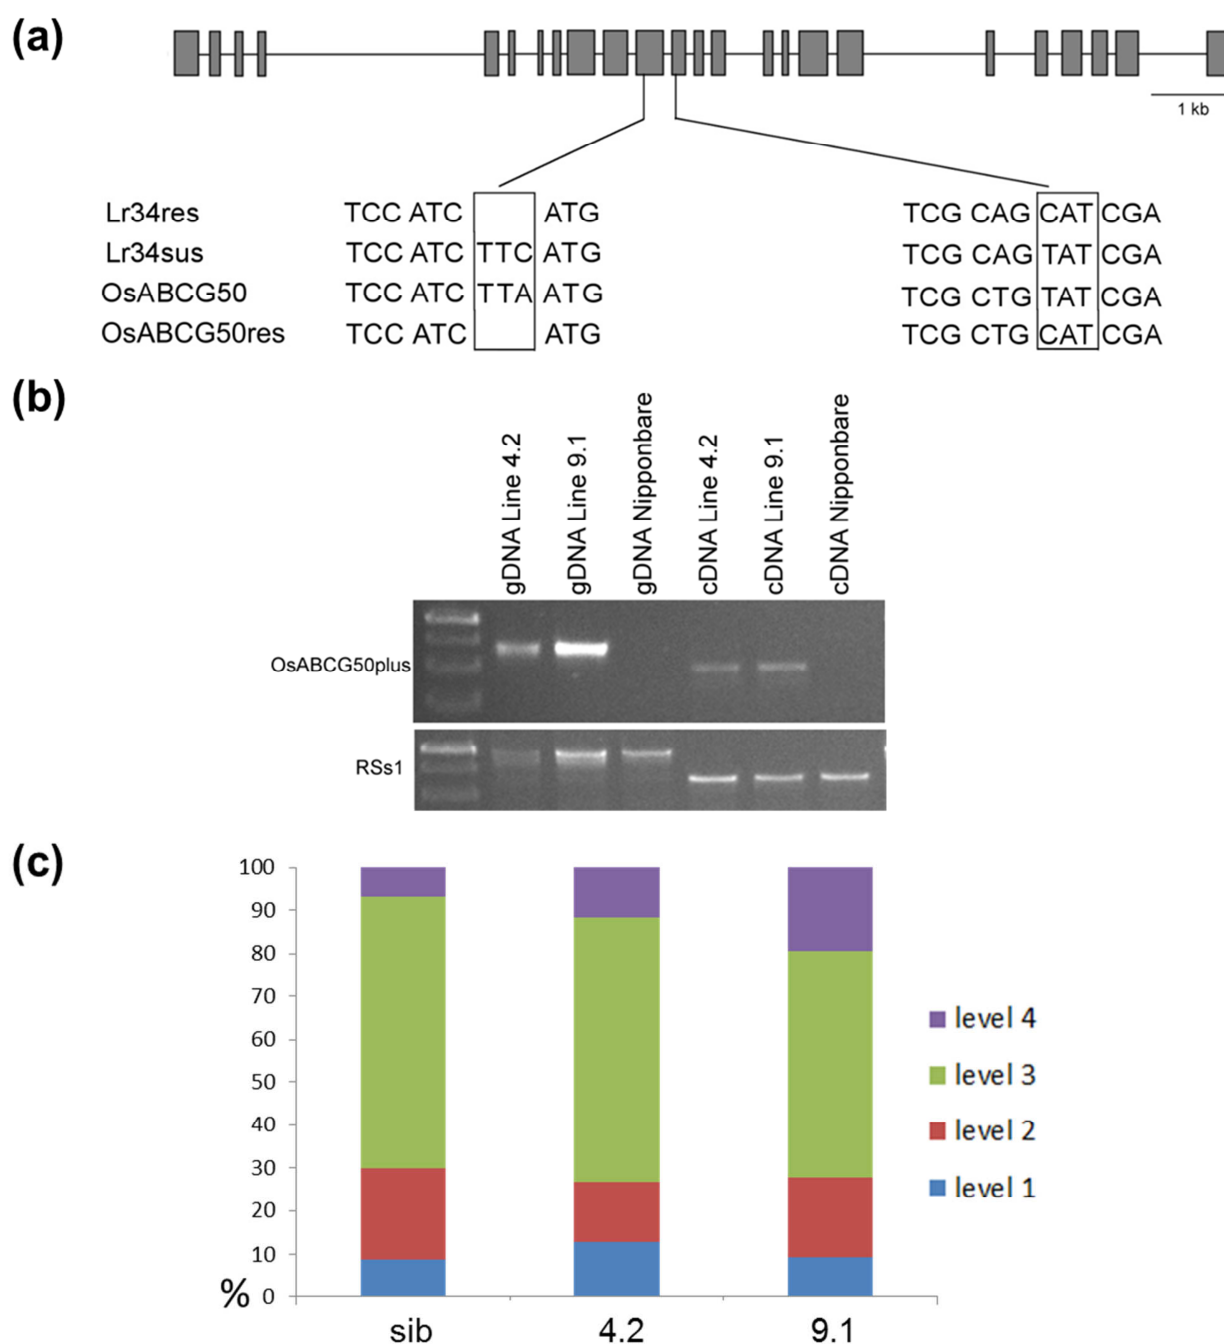 (a)
1 kb
Lr34res TCC ATC ATG TCG CAG CAT CGA
Lr34sus TCC ATC TTC ATG TCG CAG TAT CGA
OsABCG50 TCC ATC TTA ATG TCG CTG TAT CGA
OsABCG50res TCC ATC ATG TCG CTG CAT CGA
(b)
gDNA Line 4.2
gDNA Line 9.1
gDNA Nipponbare
cDNA Line 4.2
cDNA Line 9.1
cDNA Nipponbare
OsABCG50plus
RSs1
(c)
100
90
80
70
60
50
40
30
20
10
% 0
sib 4.2 9.1
level 4
level 3
level 2
level 1